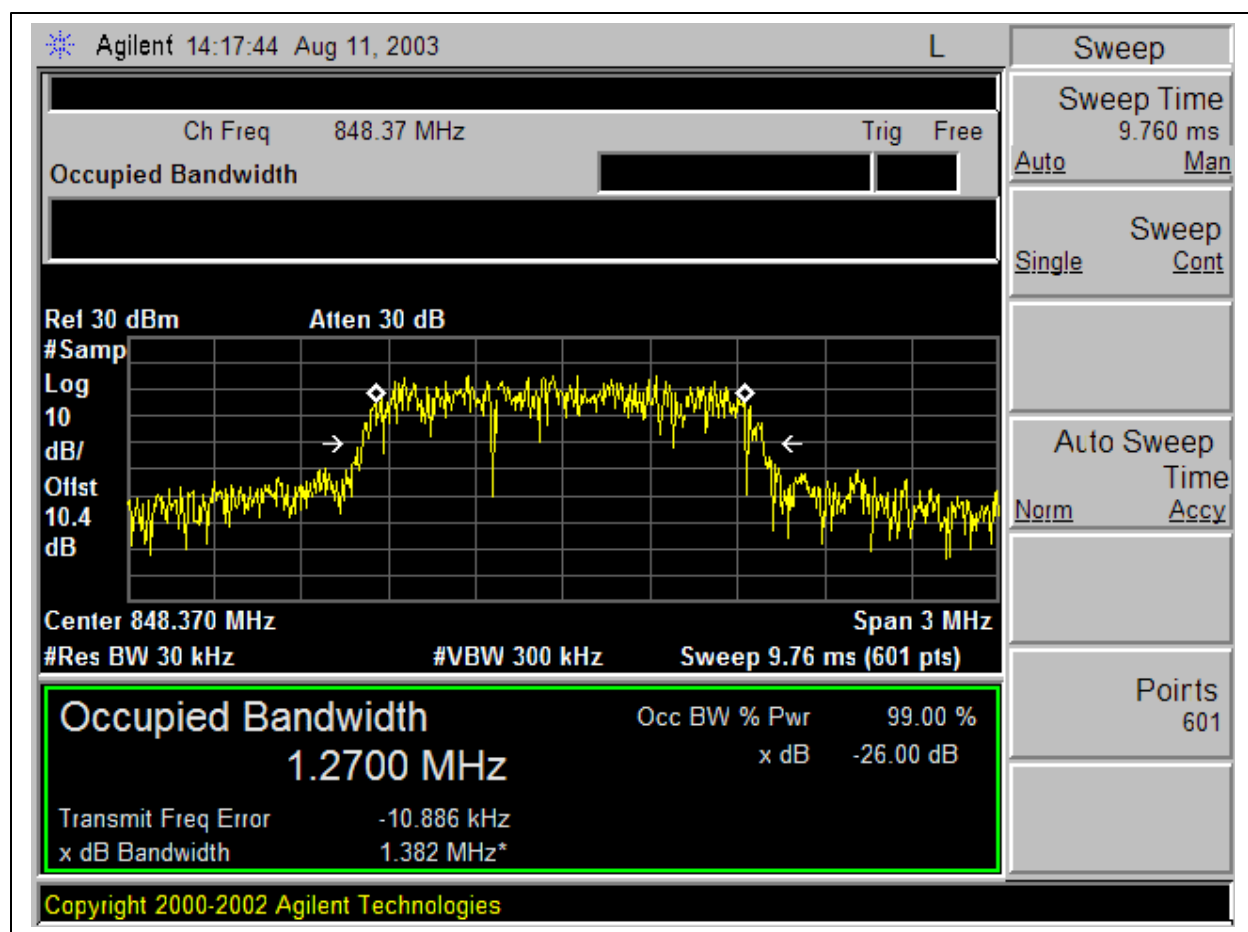 Agilent 14:17:44 Aug 11, 2003 L
Sweep
Ch Freq 848.37 MHz Trig Free
Occupied Bandwidth
Sweep Time
9.760 ms
Auto Man
Sweep
Single Cont
Auto Sweep
Time
Norm Accy
Points
601
Ref 30 dBm Atten 30 dB
#Samp
Log
10
dB/
Offst
10.4
dB
Center 848.370 MHz Span 3 MHz
#Res BW 30 kHz #VBW 300 kHz Sweep 9.76 ms (601 pts)
Occupied Bandwidth Occ BW % Pwr 99.00 %
1.2700 MHz x dB -26.00 dB
Transmit Freq Error -10.886 kHz
x dB Bandwidth 1.382 MHz*
Copyright 2000-2002 Agilent Technologies